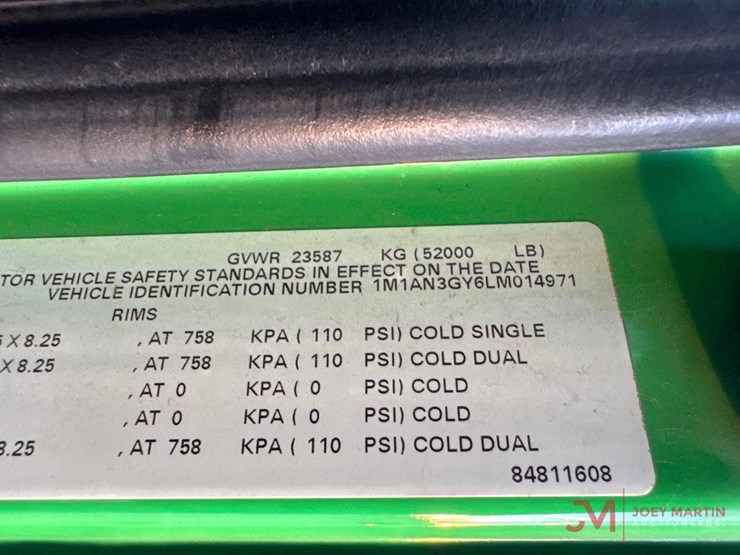 GVWR 23587 KG (52000 LB)
TOR VEHICLE SAFETY STANDARDS IN EFFECT ON THE DATE
VEHICLE IDENTIFICATION NUMBER 1M1AN3GY6LM014971
RIMS
X 8.25 , AT 758 KPA ( 110 PSI) COLD SINGLE
X 8.25 , AT 758 KPA ( 110 PSI) COLD DUAL
, AT 0 KPA ( 0 PSI) COLD
, AT 0 KPA ( 0 PSI) COLD
8.25 , AT 758 KPA ( 110 PSI) COLD DUAL
84811608
JM JOEY MARTIN
AUCTIONEERS